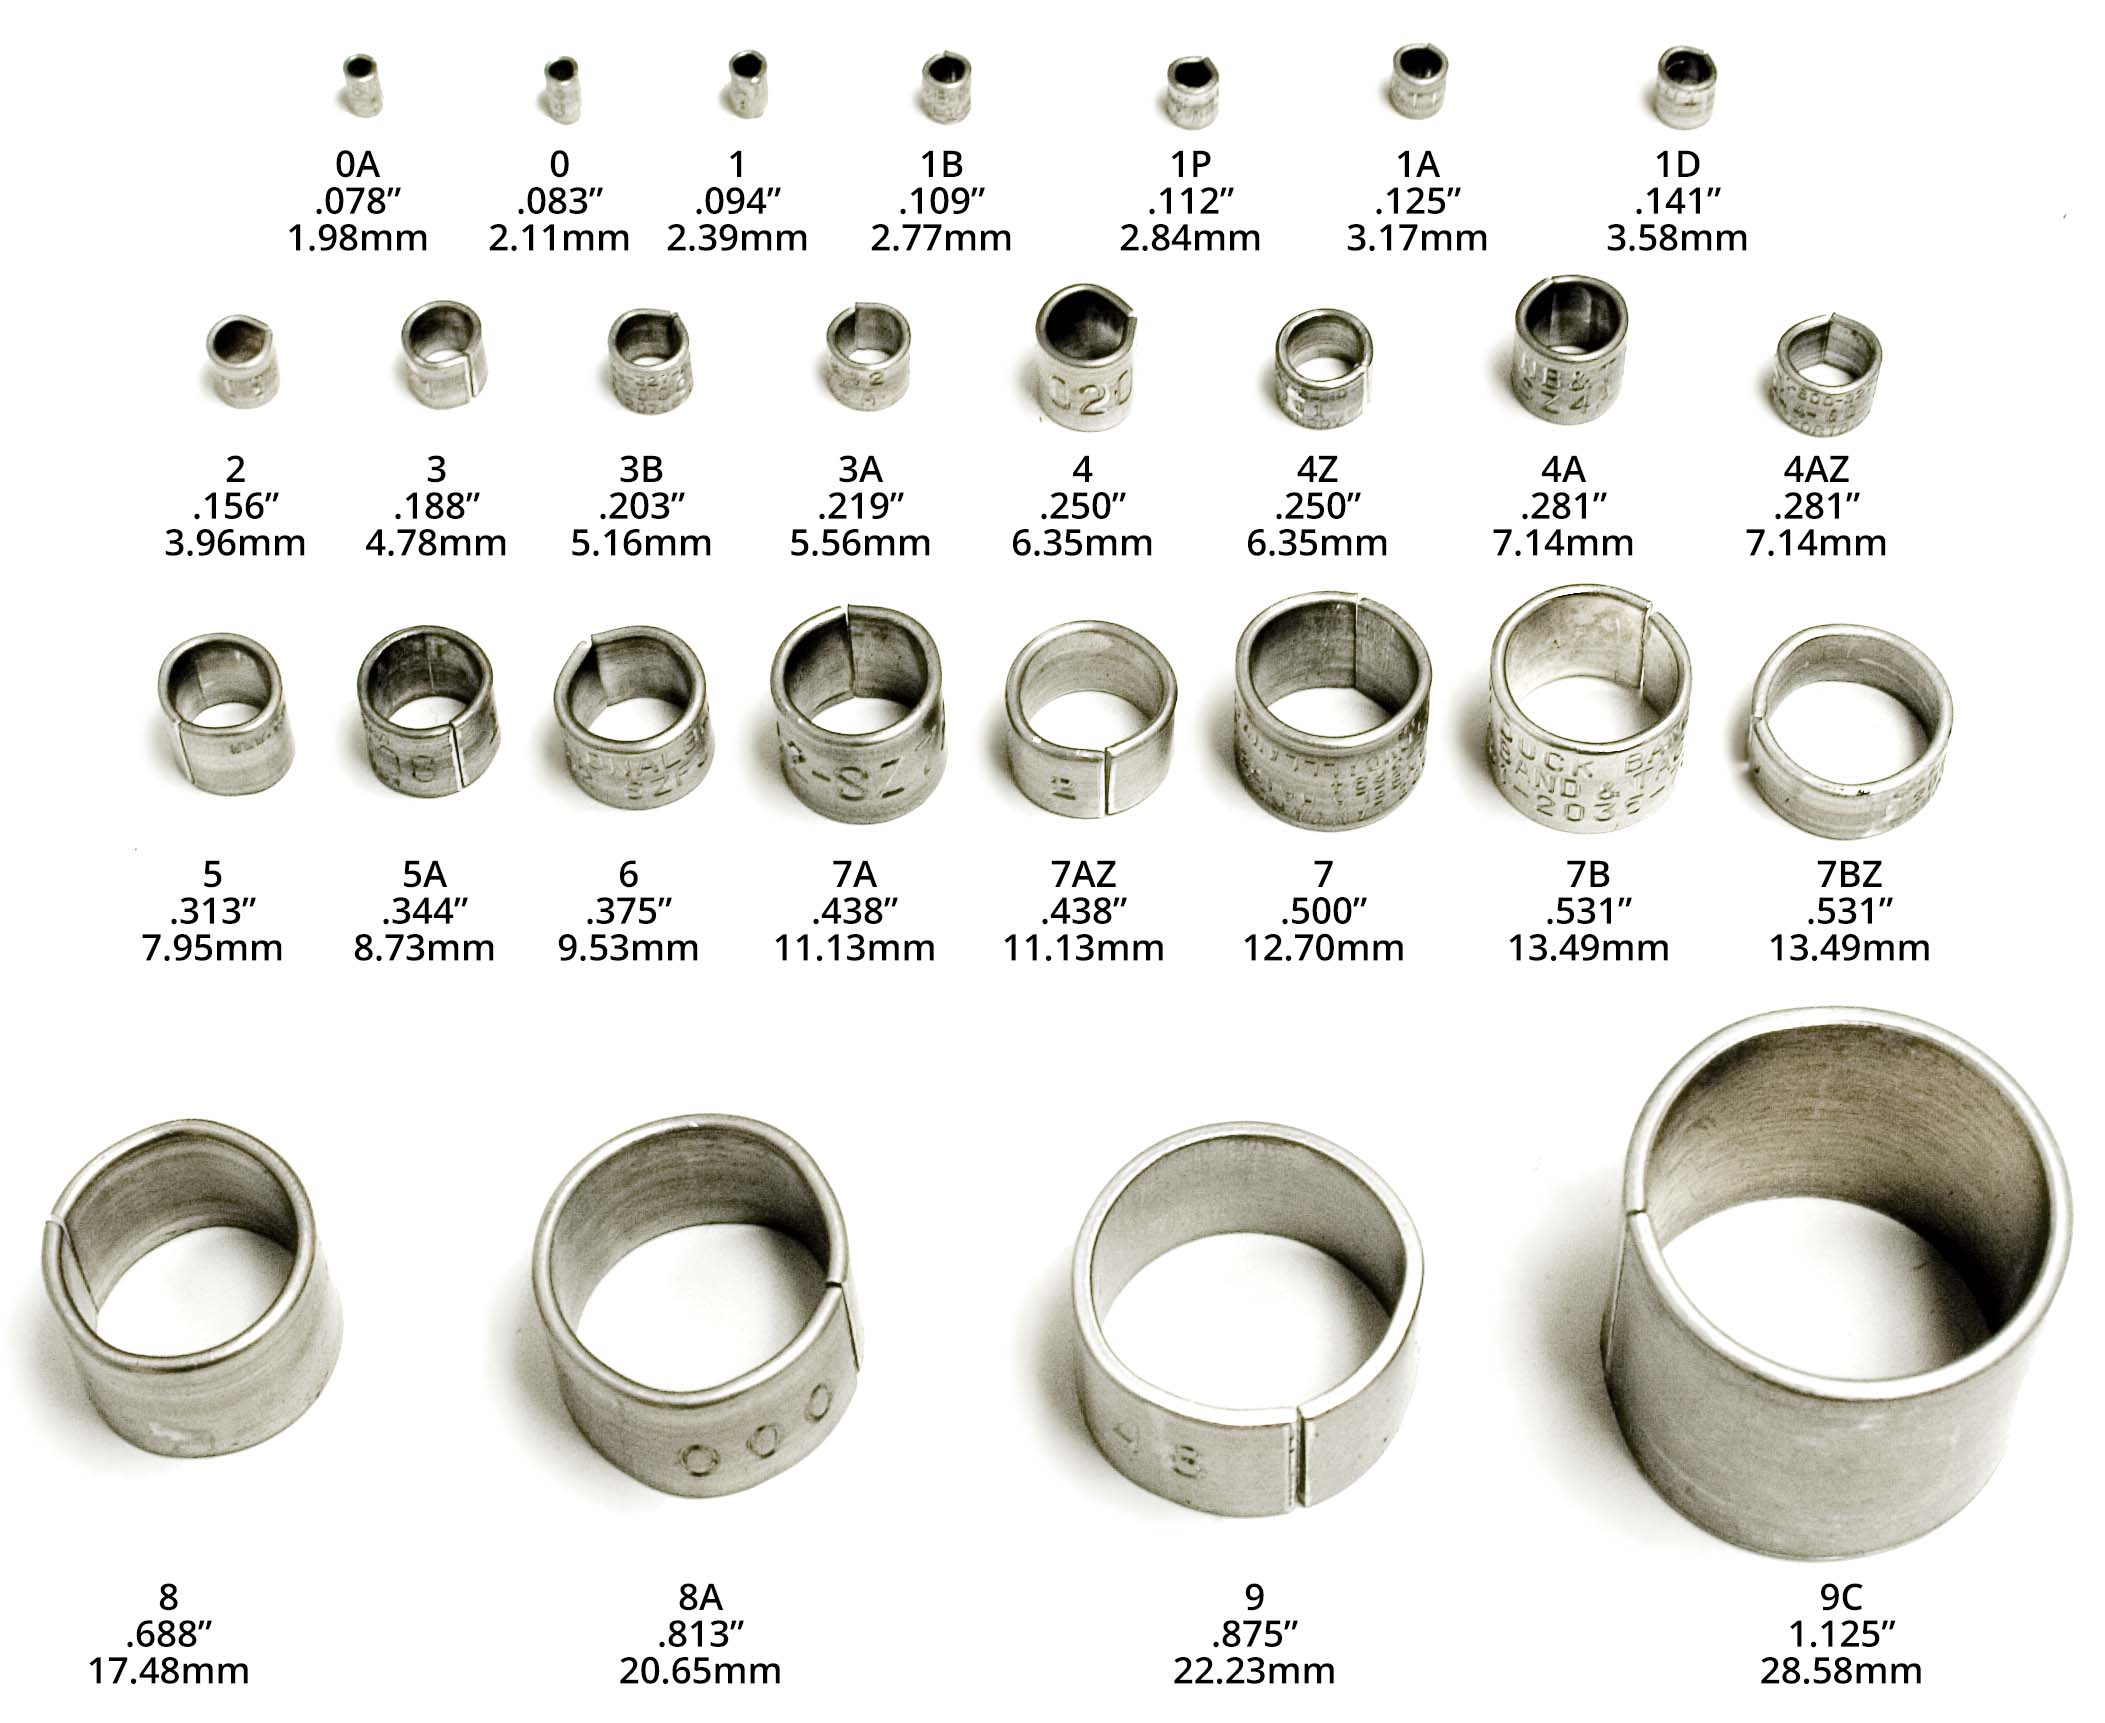 0A 0 1 1B 1P 1A 1D
.078” .083” .094” .109” .112” .125” .141”
1.98mm 2.11mm 2.39mm 2.77mm 2.84mm 3.17mm 3.58mm
020
2 3 3B 3A 4 4Z 4A 4AZ
.156” .188” .203” .219” .250” .250” .281” .281”
3.96mm 4.78mm 5.16mm 5.56mm 6.35mm 6.35mm 7.14mm 7.14mm
5 5A 6 7A 7AZ 7 7B 7BZ
.313” .344” .375” .438” .438” .500” .531” .531”
7.95mm 8.73mm 9.53mm 11.13mm 11.13mm 12.70mm 13.49mm 13.49mm
000
48
8 8A 9 9C
.688” .813” .875” 1.125”
17.48mm 20.65mm 22.23mm 28.58mm